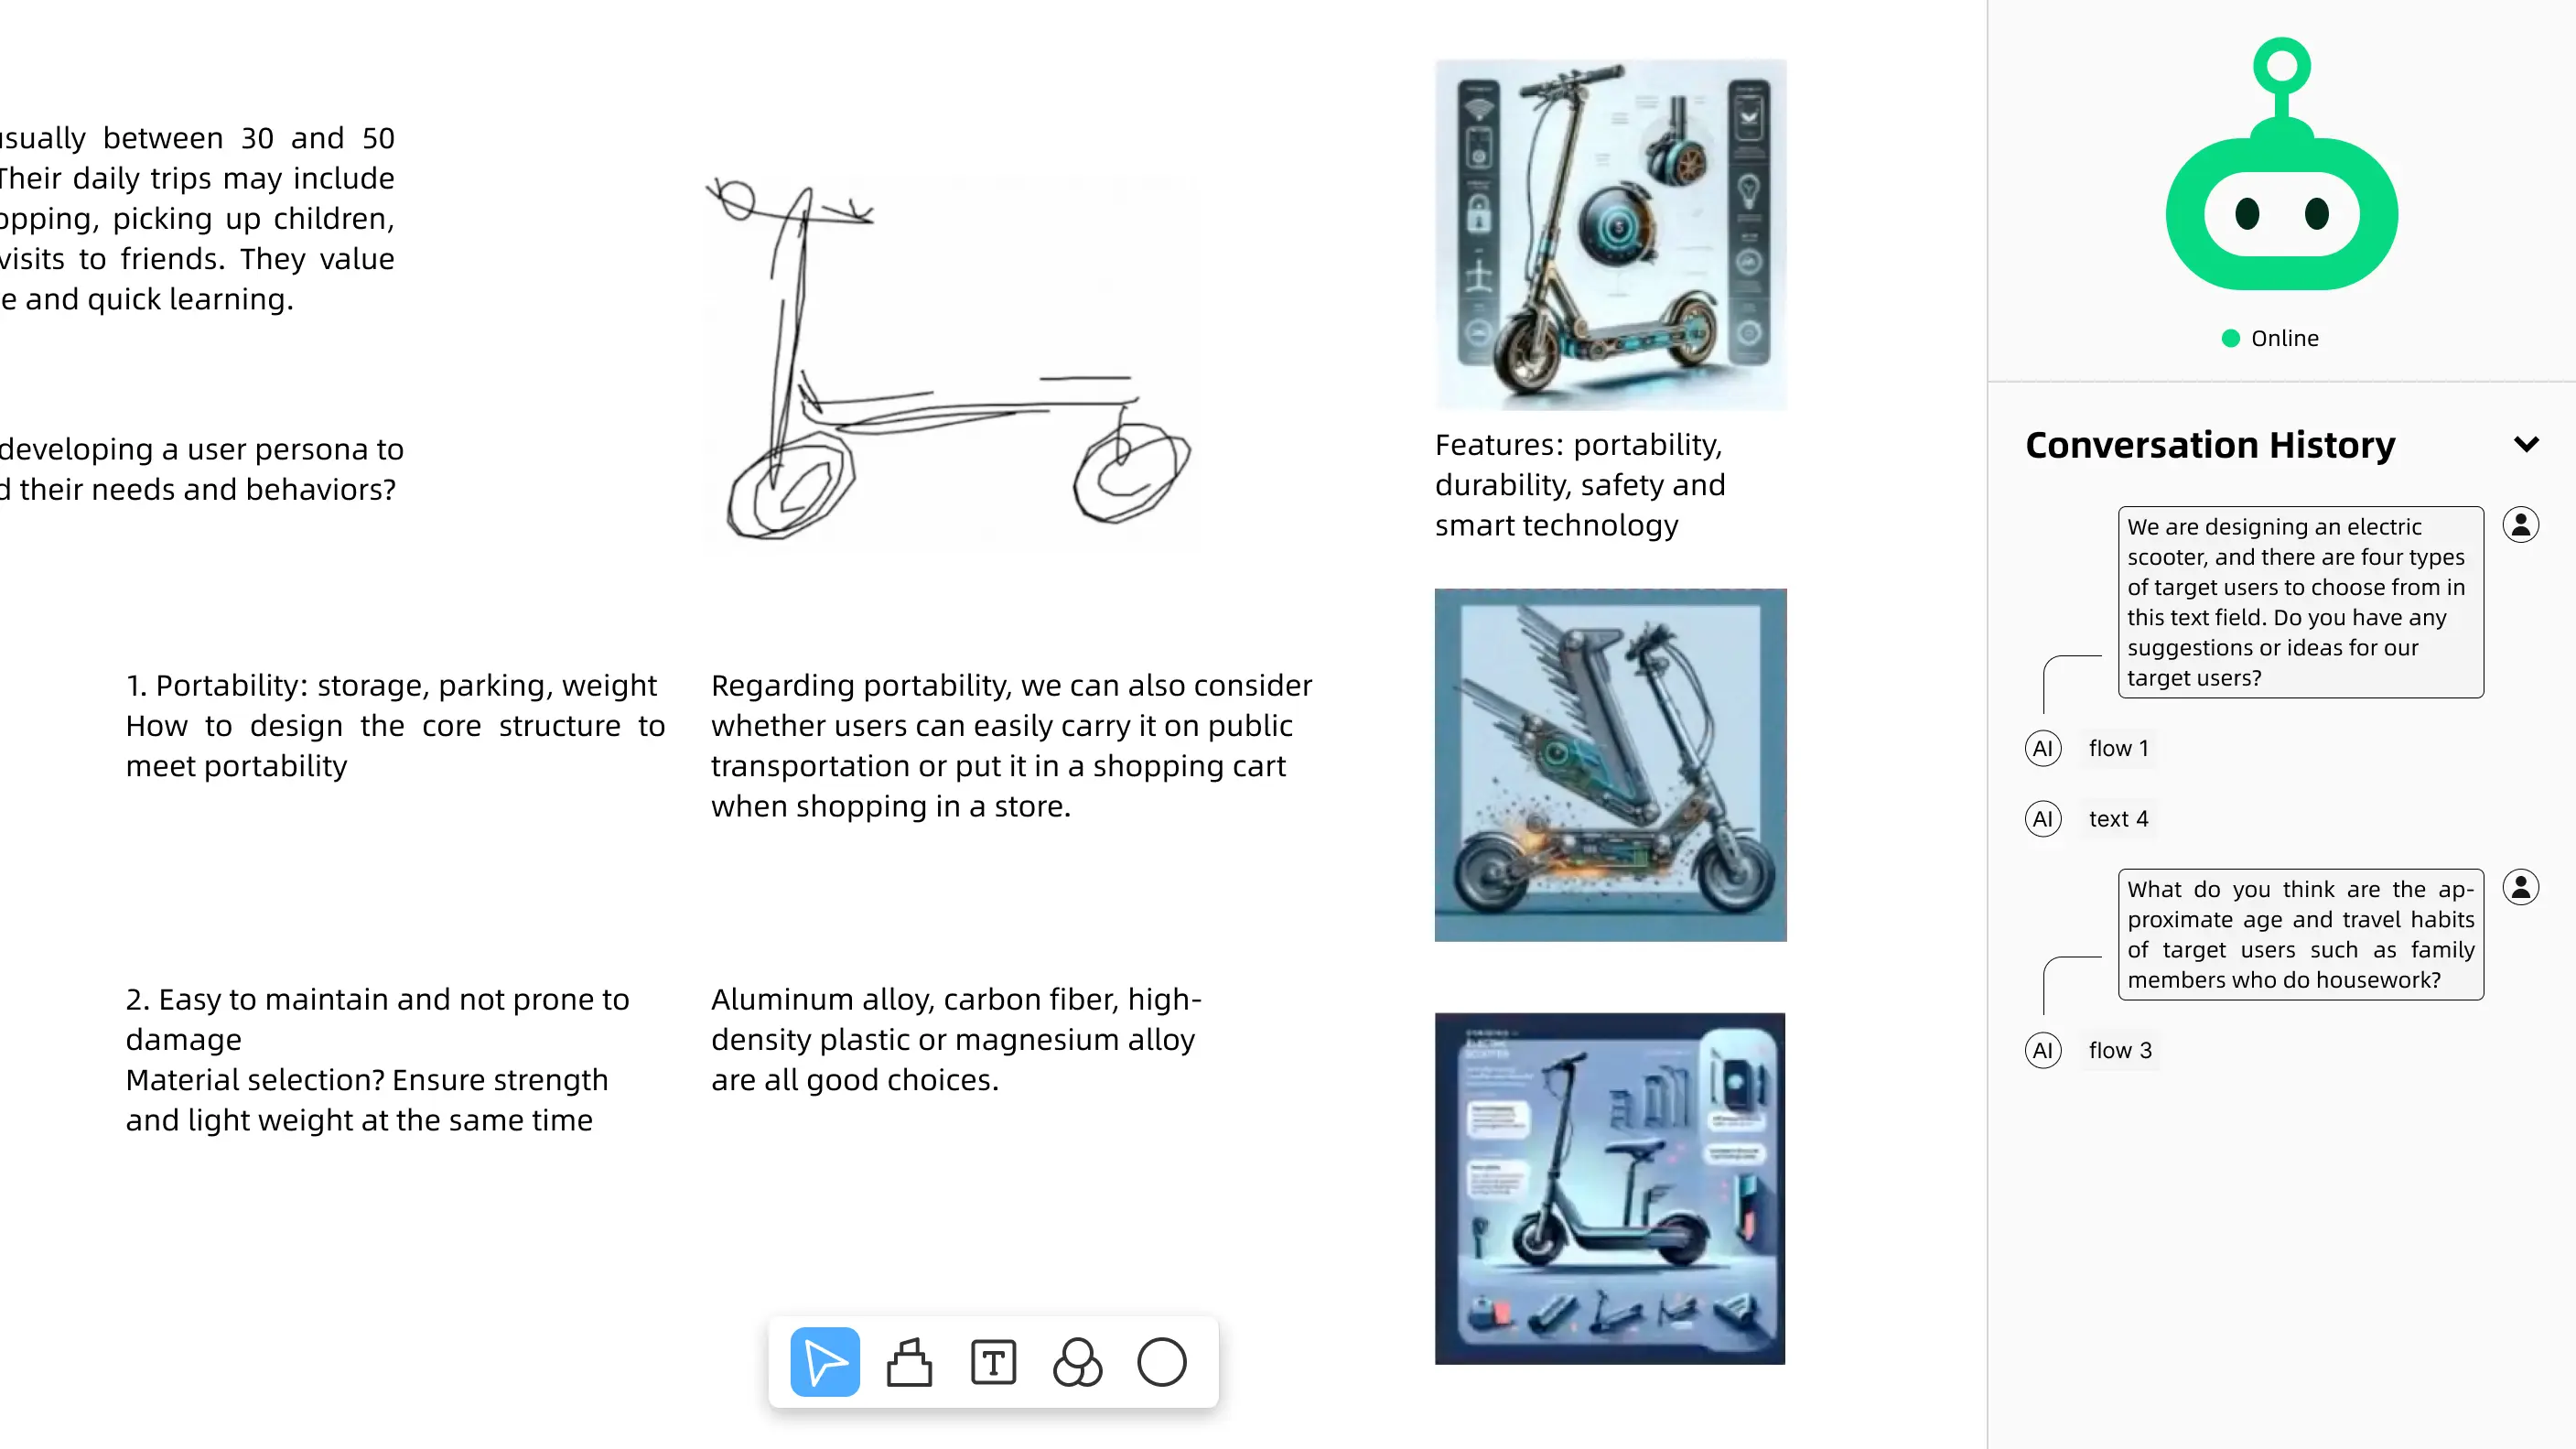 usually between 30 and 50
Their daily trips may include
opping, picking up children,
visits to friends. They value
e and quick learning.
developing a user persona to
d their needs and behaviors?
1. Portability: storage, parking, weight
How to design the core structure to
meet portability
Regarding portability, we can also consider
whether users can easily carry it on public
transportation or put it in a shopping cart
when shopping in a store.
2. Easy to maintain and not prone to
damage
Material selection? Ensure strength
and light weight at the same time
Aluminum alloy, carbon fiber, high-
density plastic or magnesium alloy
are all good choices.
Features: portability,
durability, safety and
smart technology
T
Online
Conversation History
We are designing an electric
scooter, and there are four types
of target users to choose from in
this text field. Do you have any
suggestions or ideas for our
target users?
AI flow 1
AI text 4
What do you think are the ap-
proximate age and travel habits
of target users such as family
members who do housework?
AI flow 3